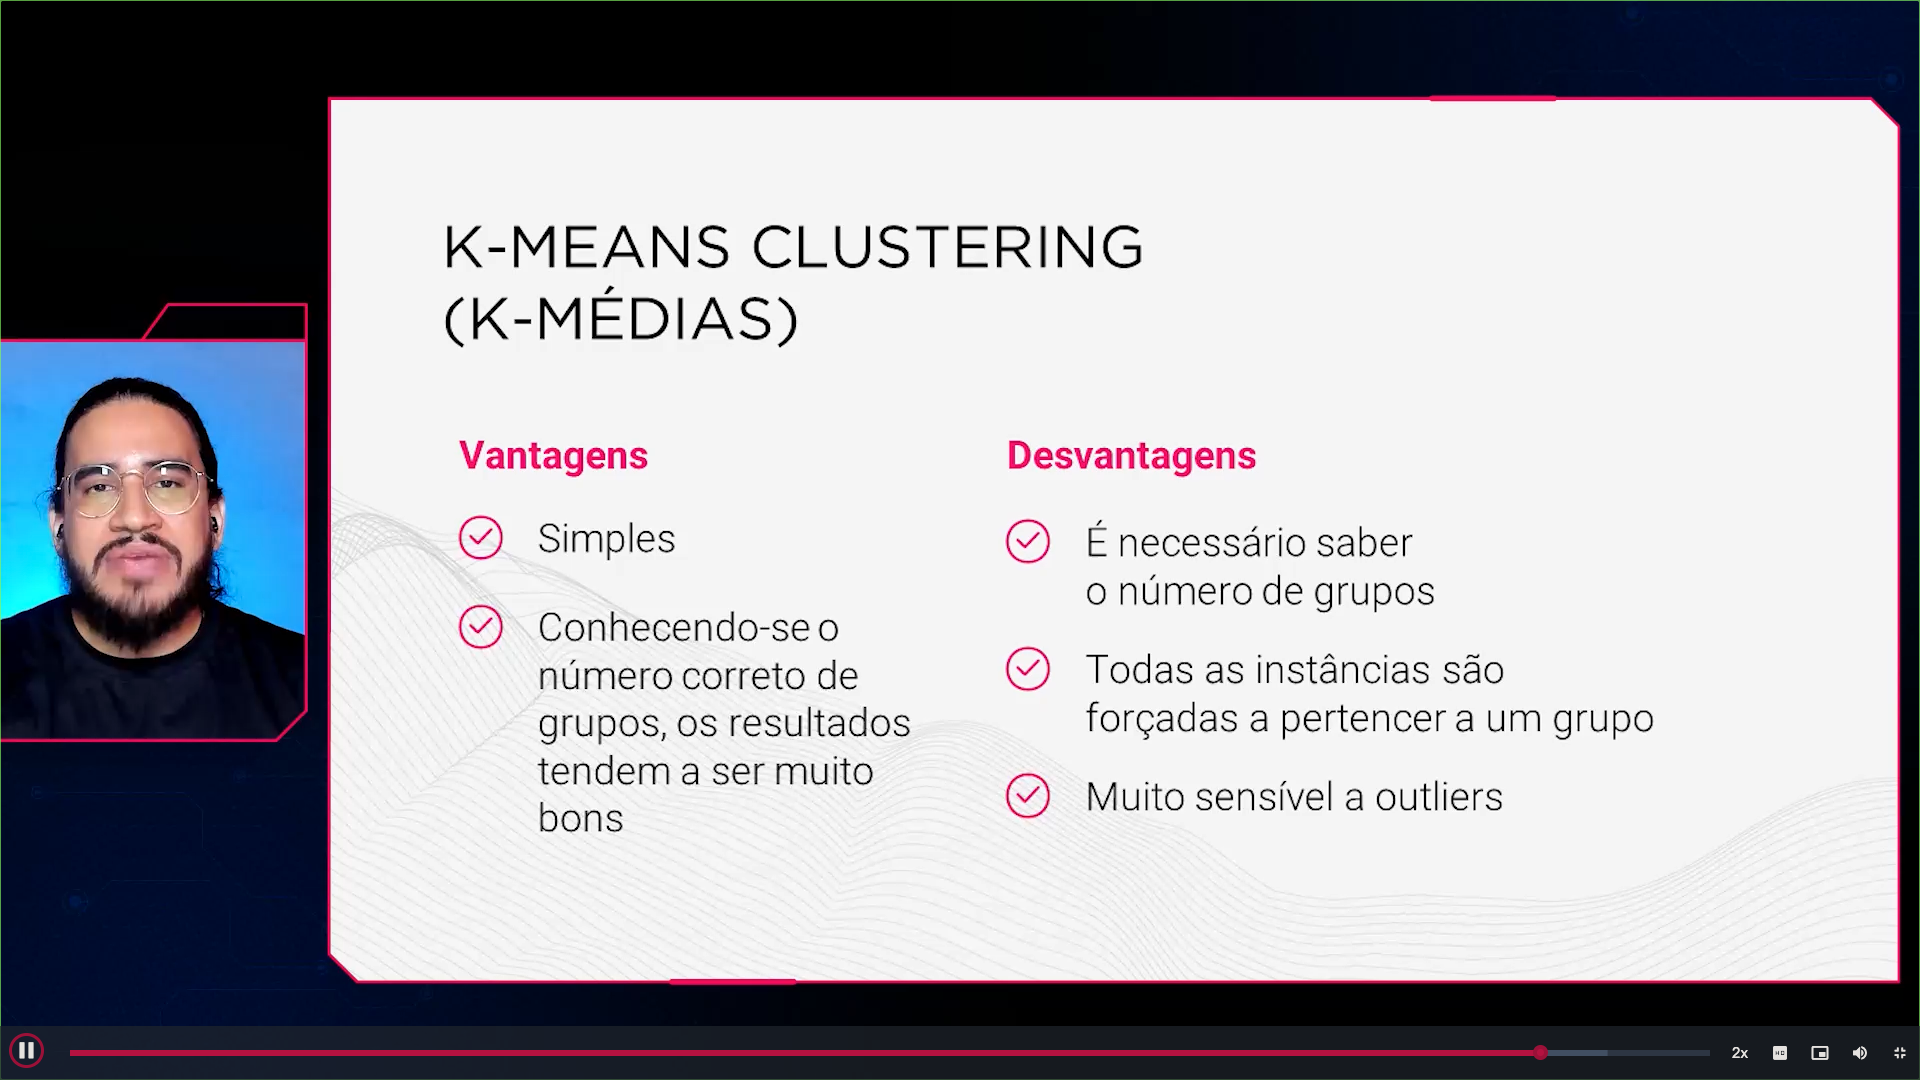 K-MEANS CLUSTERING
(K-MÉDIAS)
Vantagens
Simples
Conhecendo-se o
número correto de
grupos, os resultados
tendem a ser muito
bons
Desvantagens
É necessário saber
o número de grupos
Todas as instâncias são
forçadas a pertencer a um grupo
Muito sensível a outliers
2x
HD